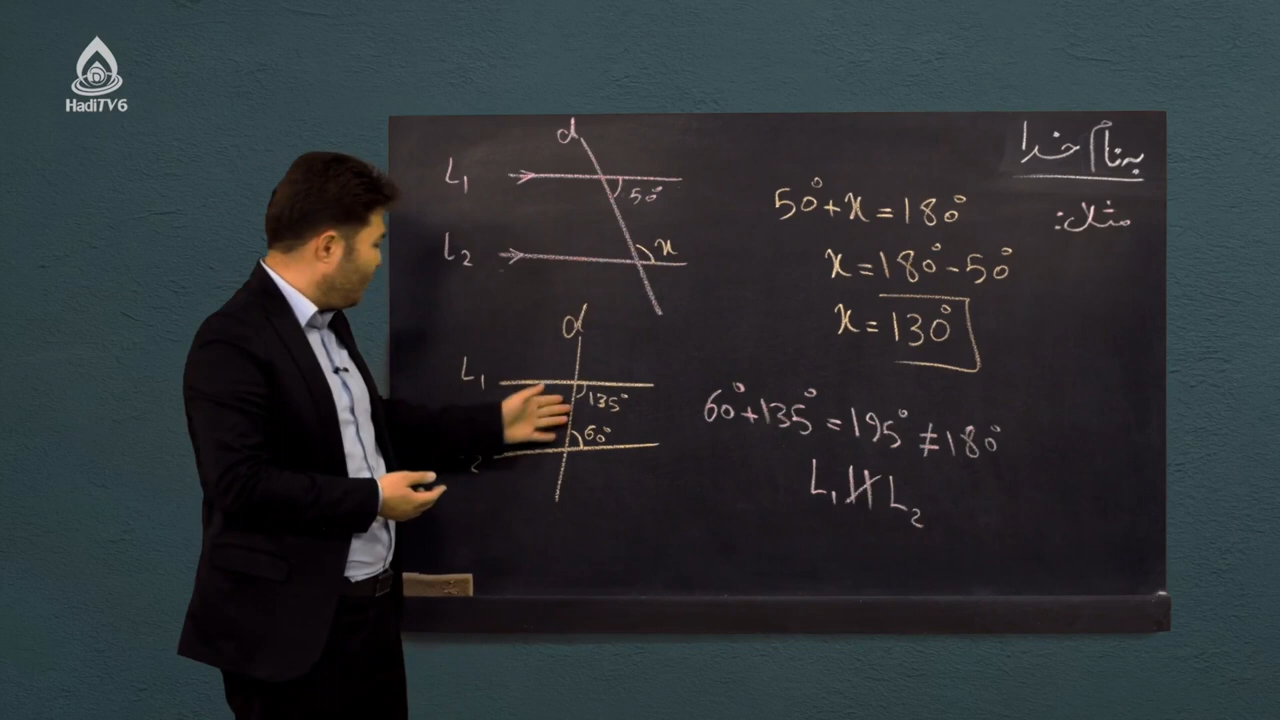 HadiTV6
به نام خدا
مثال:
d
L₁
50°
L₂
x
50° + x = 180°
x = 180° - 50°
x = 130°
d
L₁
135°
60°
2
60° + 135° = 195° ≠ 180°
L₁ ∦ L₂